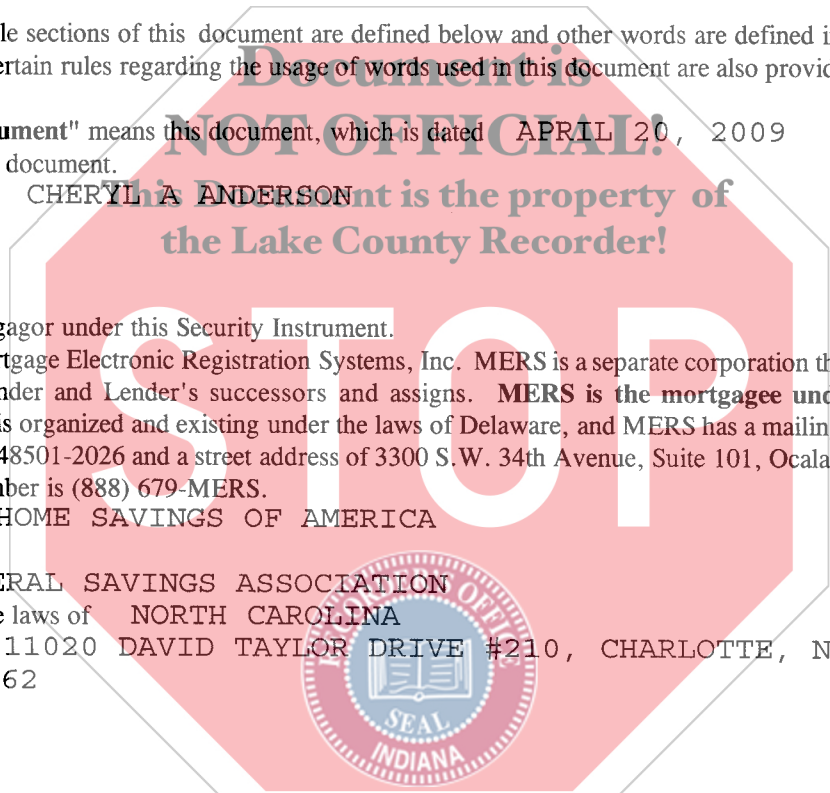 le sections of this document are defined below and other words are defined i
ertain rules regarding the usage of words used in this document are also provid
Document is
ument" means this document, which is dated APRIL 20, 2009
NOT OFFICIAL!
document.
CHERYL A ANDERSON
This Document is the property of
the Lake County Recorder!
gagor under this Security Instrument.
rtgage Electronic Registration Systems, Inc. MERS is a separate corporation th
nder and Lender's successors and assigns. MERS is the mortgagee und
is organized and existing under the laws of Delaware, and MERS has a mailin
48501-2026 and a street address of 3300 S.W. 34th Avenue, Suite 101, Ocala
nber is (888) 679-MERS.
STOP
HOME SAVINGS OF AMERICA
ERAL SAVINGS ASSOCIATION
e laws of NORTH CAROLINA
11020 DAVID TAYLOR DRIVE #210, CHARLOTTE, N
62
RECORDER'S OFFICE
SEAL
INDIANA